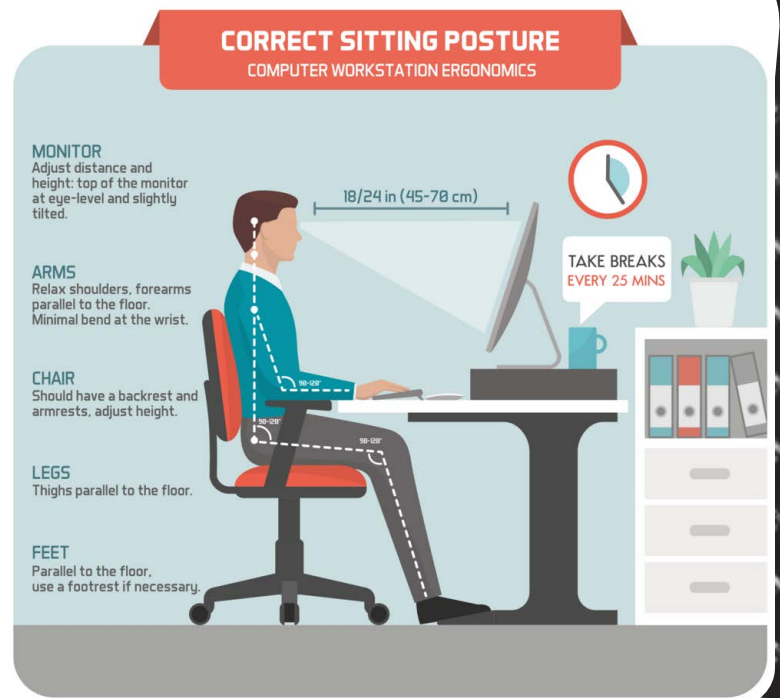 CORRECT SITTING POSTURE
COMPUTER WORKSTATION ERGONOMICS
MONITOR
Adjust distance and
height: top of the monitor
at eye-level and slightly
tilted.
ARMS
Relax shoulders, forearms
parallel to the floor.
Minimal bend at the wrist.
CHAIR
Should have a backrest and
armrests, adjust height.
LEGS
Thighs parallel to the floor.
FEET
Parallel to the floor,
use a footrest if necessary.
18/24 in (45-70 cm)
TAKE BREAKS
EVERY 25 MINS
90-120°
90-120°
90-120°